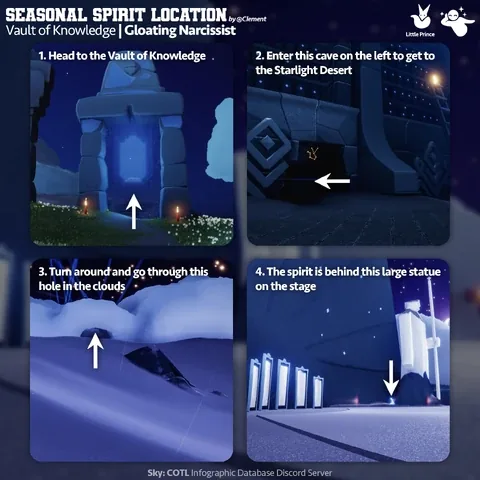 SEASONAL SPIRIT LOCATION by @Clement
Vault of Knowledge | Gloating Narcissist
Little Prince
1. Head to the Vault of Knowledge
2. Enter this cave on the left to get to
the Starlight Desert
3. Turn around and go through this
hole in the clouds
4. The spirit is behind this large statue
on the stage
Sky: COTL Infographic Database Discord Server